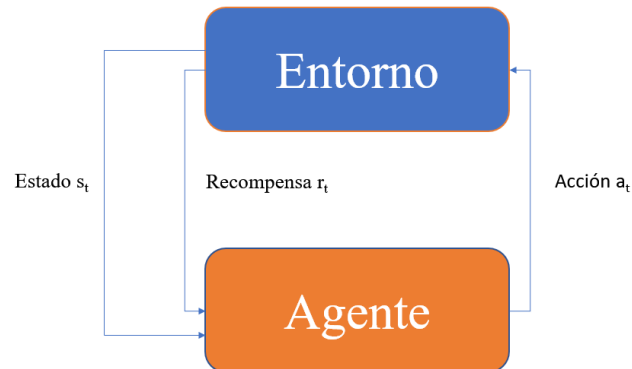 Entorno
Estado sₜ
Recompensa rₜ
Acción aₜ
Agente